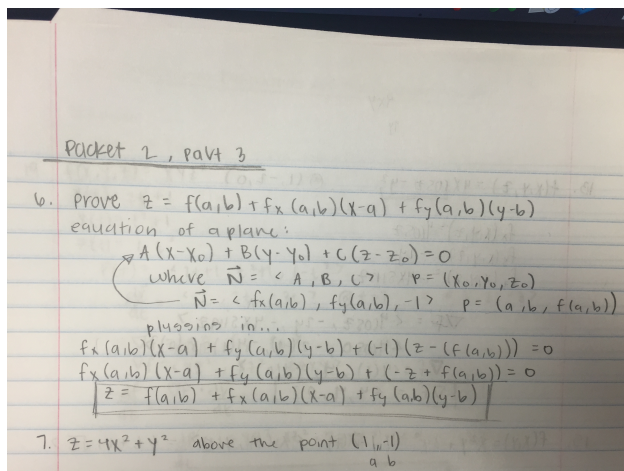 Packet 2, Part 3
6. Prove z = f(a,b) + fx (a,b)(x-a) + fy(a,b)(y-b)
equation of a plane:
A(x-x0) + B(y-y0) + C(z-z0) = 0
where N⃗ = < A, B, C > P = (x0, y0, z0)
N⃗ = < fx(a,b), fy(a,b), -1 > P = (a, b, f(a,b))
plugging in...
fx(a,b)(x-a) + fy(a,b)(y-b) + (-1)(z-(f(a,b))) = 0
fx(a,b)(x-a) + fy(a,b)(y-b) + (-z + f(a,b)) = 0
z = f(a,b) + fx(a,b)(x-a) + fy(a,b)(y-b)
7. z = 4x² + y² above the point (1,-1)
a b